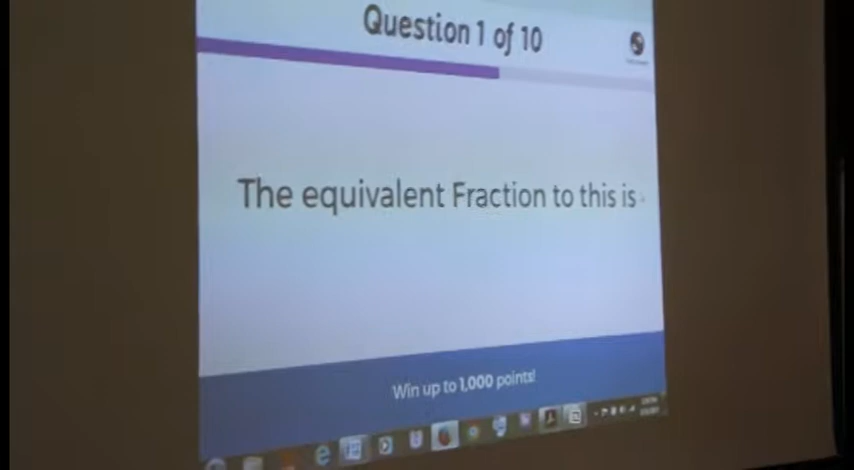 Question 1 of 10
The equivalent Fraction to this is
Win up to 1,000 points!